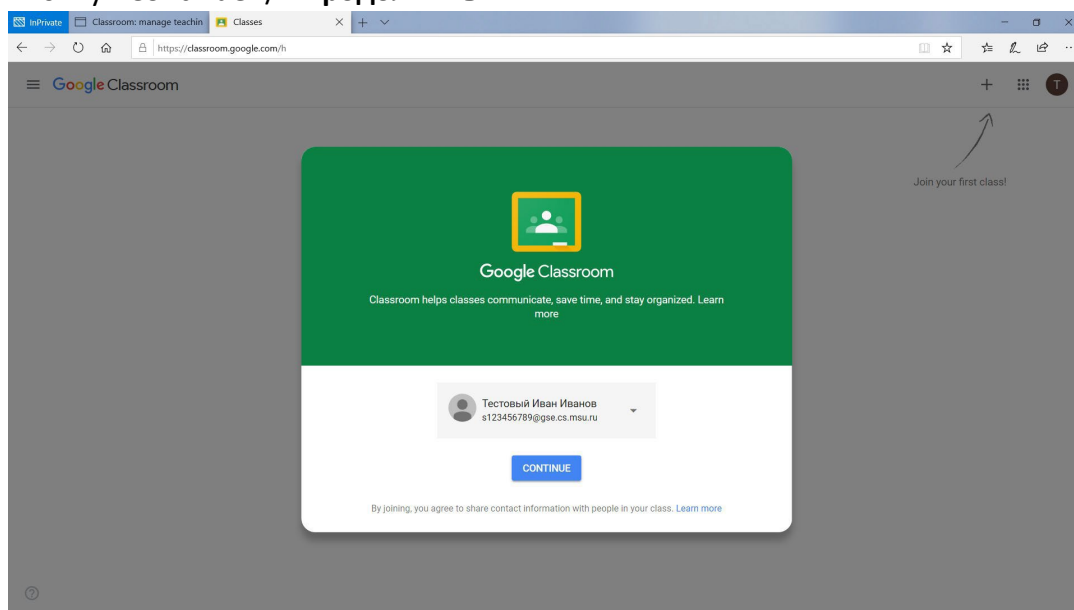 InPrivate Classroom: manage teachin Classes
https://classroom.google.com/h
Google Classroom
T
Join your first class!
Google Classroom
Classroom helps classes communicate, save time, and stay organized. Learn
more
Тестовый Иван Иванов
s123456789@gse.cs.msu.ru
CONTINUE
By joining, you agree to share contact information with people in your class. Learn more